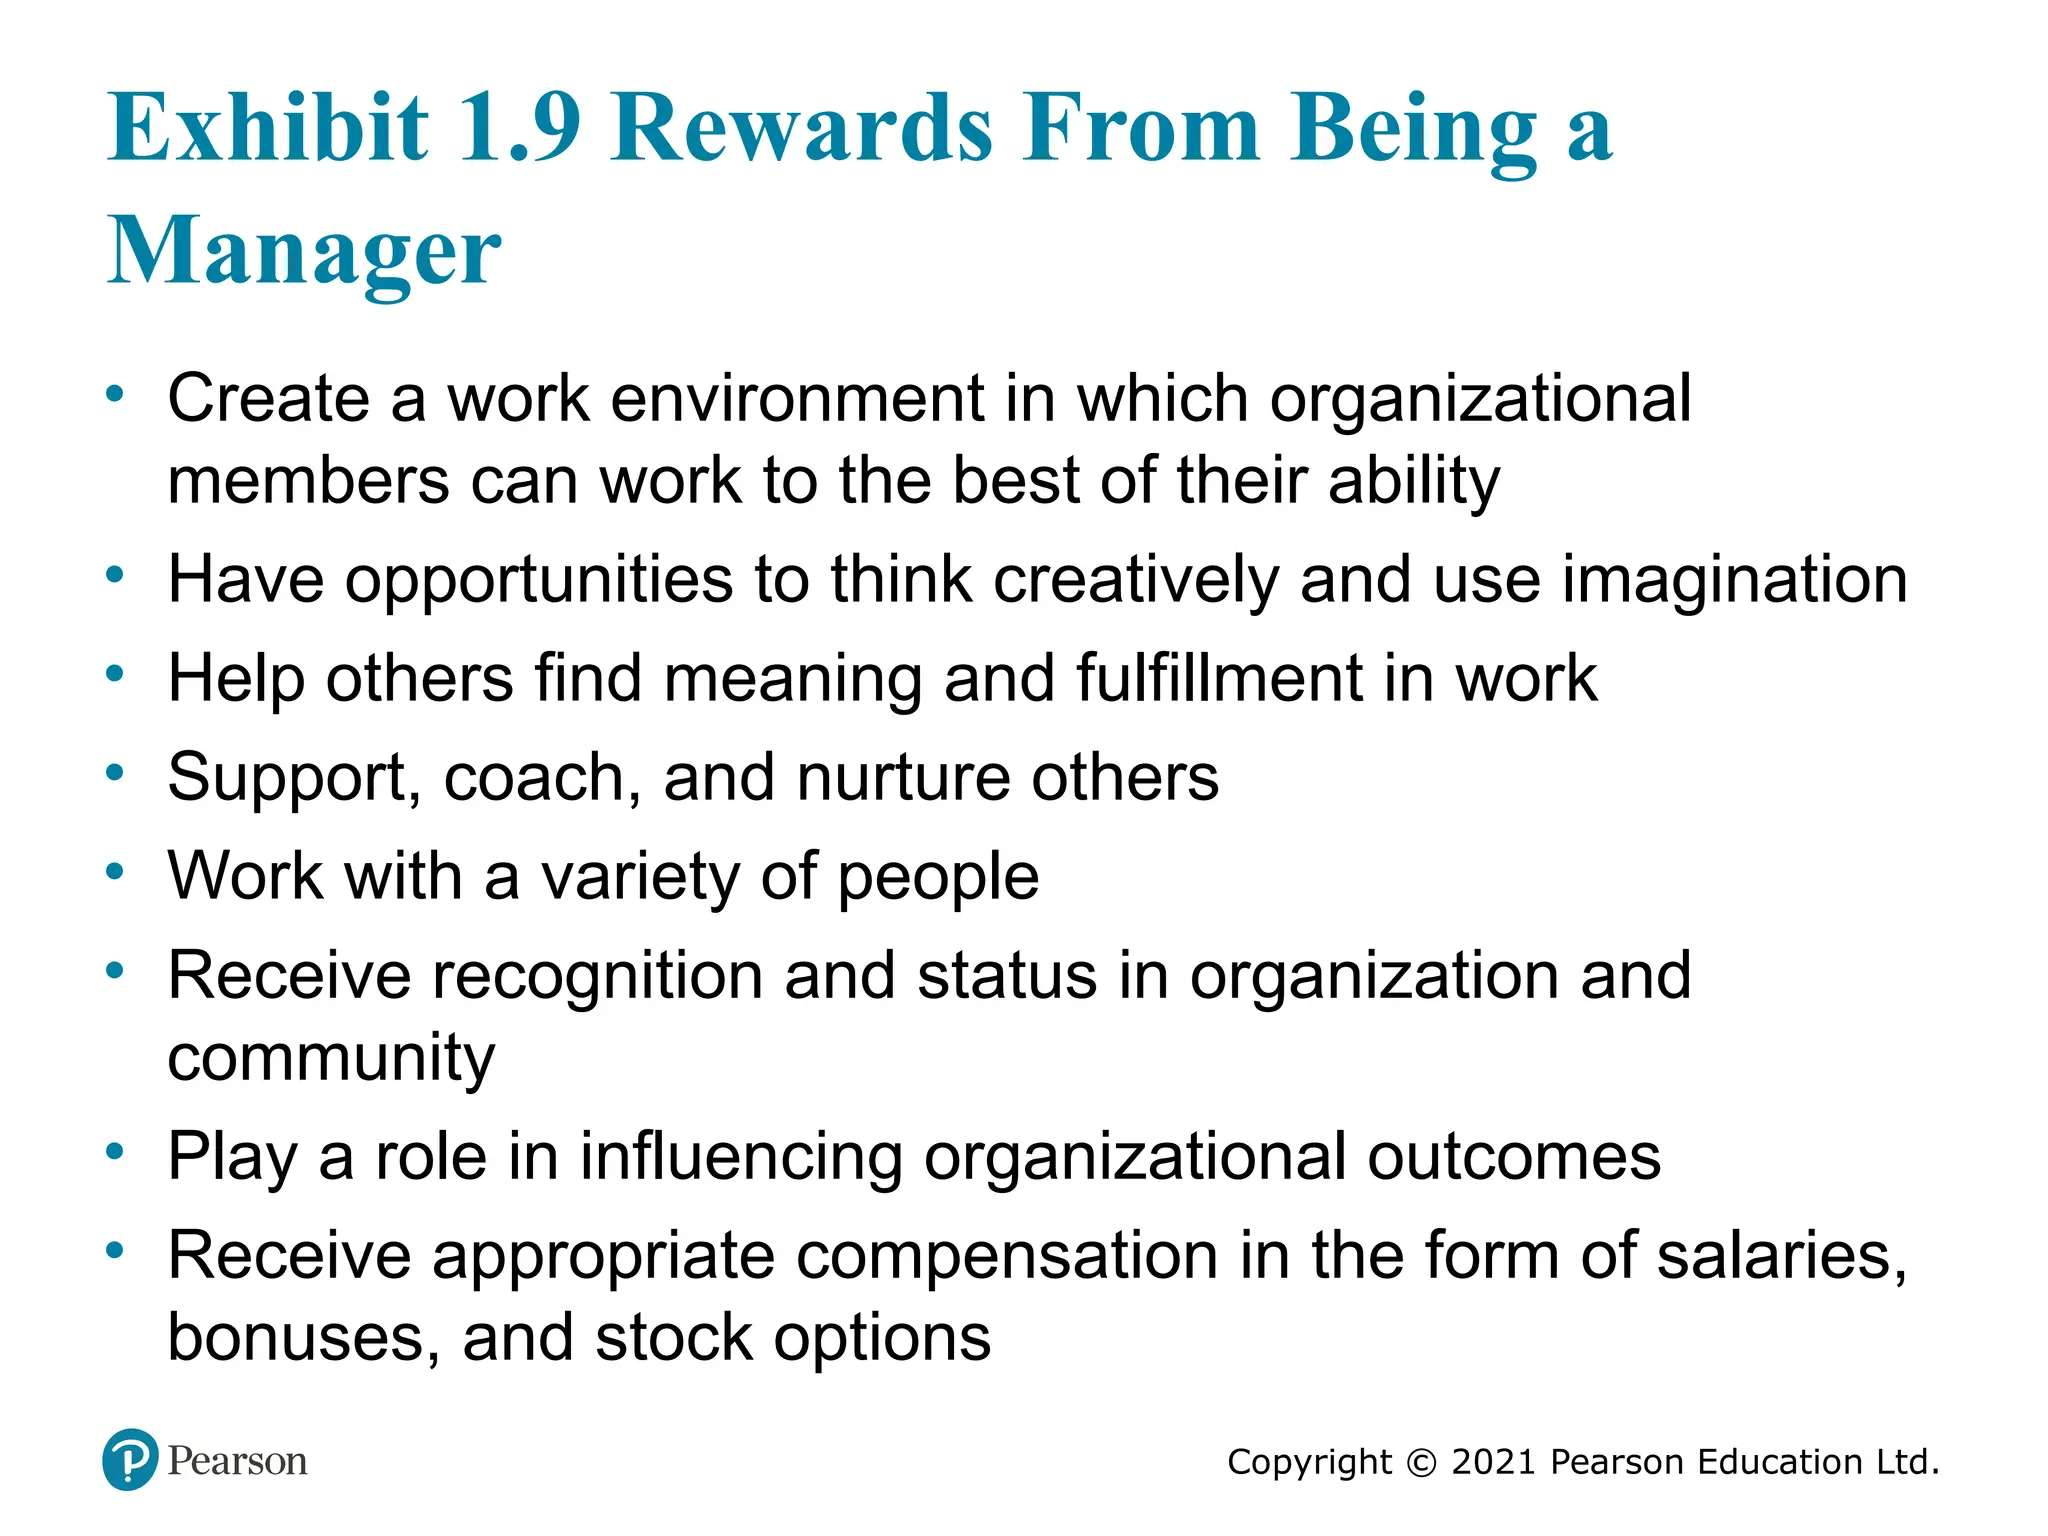 Exhibit 1.9 Rewards From Being a
Manager
• Create a work environment in which organizational
members can work to the best of their ability
• Have opportunities to think creatively and use imagination
• Help others find meaning and fulfillment in work
• Support, coach, and nurture others
• Work with a variety of people
• Receive recognition and status in organization and
community
• Play a role in influencing organizational outcomes
• Receive appropriate compensation in the form of salaries,
bonuses, and stock options
P Pearson
Copyright © 2021 Pearson Education Ltd.